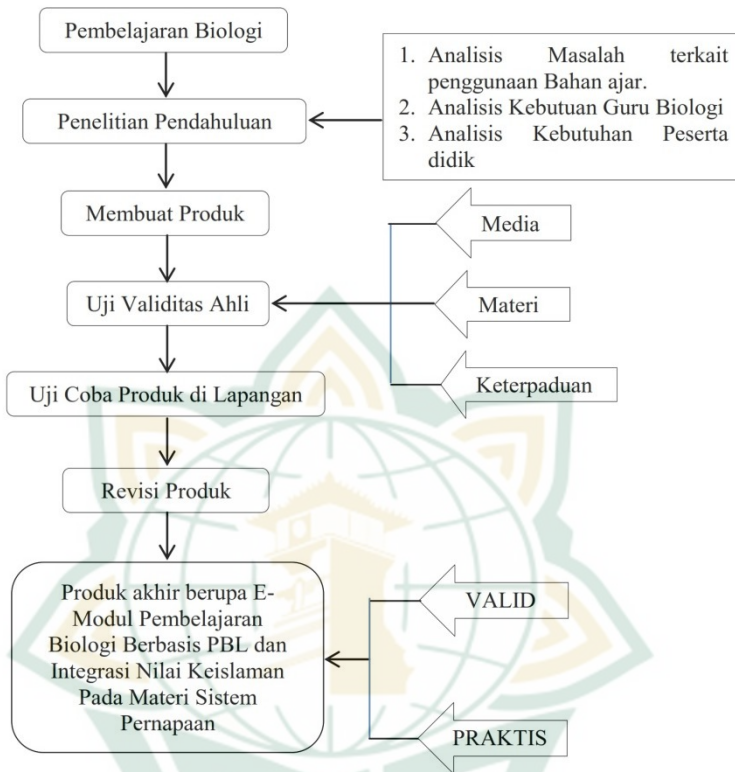 Pembelajaran Biologi
1. Analisis Masalah terkait
penggunaan Bahan ajar.
2. Analisis Kebutuan Guru Biologi
3. Analisis Kebutuhan Peserta
didik
Penelitian Pendahuluan
Membuat Produk
Media
Uji Validitas Ahli
Materi
Keterpaduan
Uji Coba Produk di Lapangan
Revisi Produk
Produk akhir berupa E-
Modul Pembelajaran
Biologi Berbasis PBL dan
Integrasi Nilai Keislaman
Pada Materi Sistem
Pernapaan
VALID
PRAKTIS